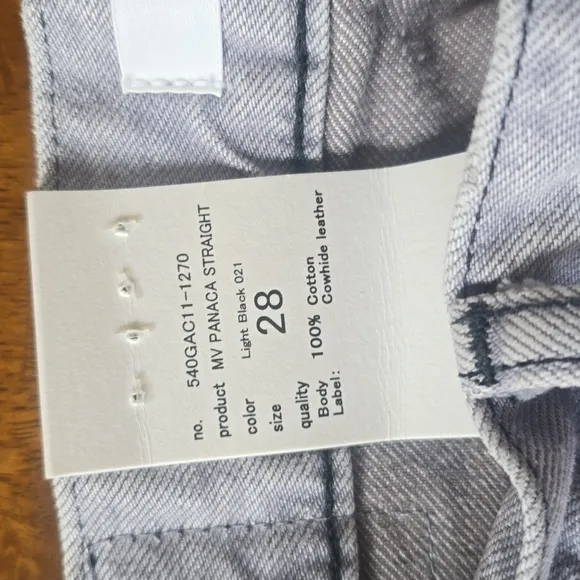 no. 540GAC11-1270
product MV PANACA STRAIGHT
color Light Black 021
size 28
quality
Body 100% Cotton
Label: Cowhide leather